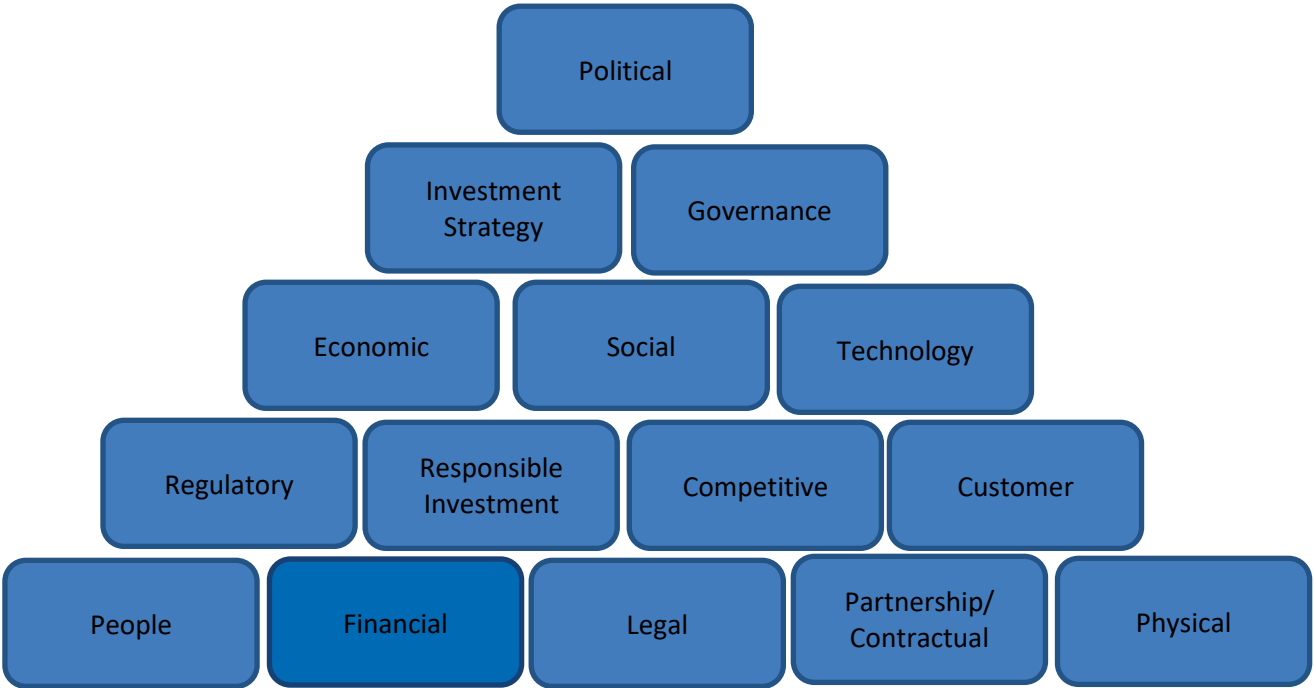 Political
Investment
Strategy
Governance
Economic
Social
Technology
Regulatory
Responsible
Investment
Competitive
Customer
People
Financial
Legal
Partnership/
Contractual
Physical